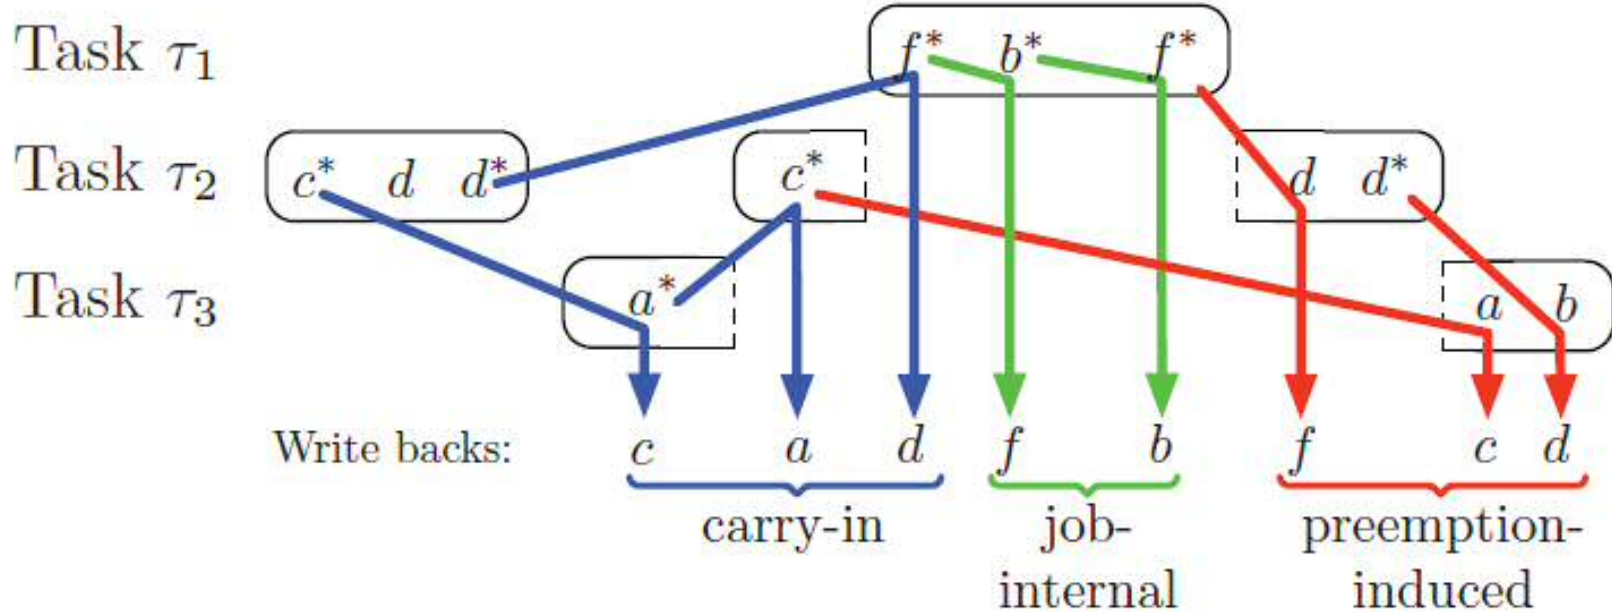 Task τ1 f* b* f*
Task τ2 c* d d* c* d d*
Task τ3 a* a b
Write backs: c a d f b f c d
carry-in job- preemption-
internal induced